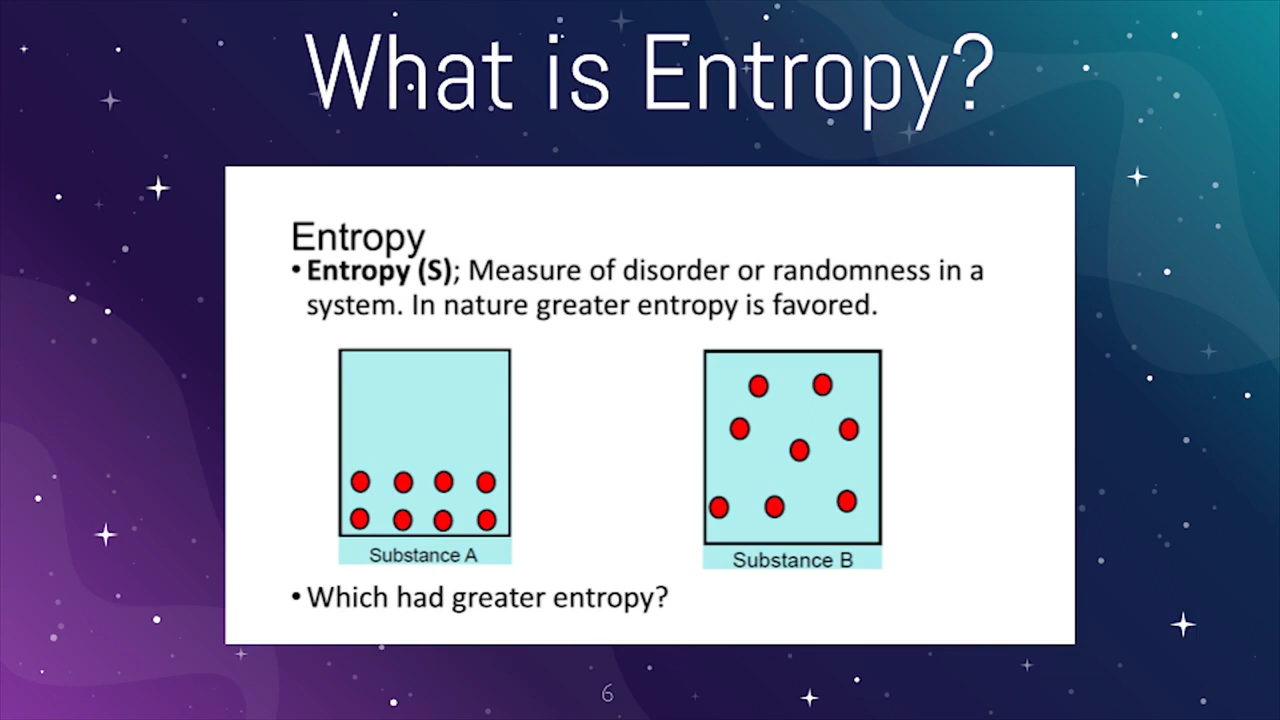 What is Entropy?
Entropy
• Entropy (S); Measure of disorder or randomness in a
system. In nature greater entropy is favored.
Substance A
Substance B
• Which had greater entropy?
6